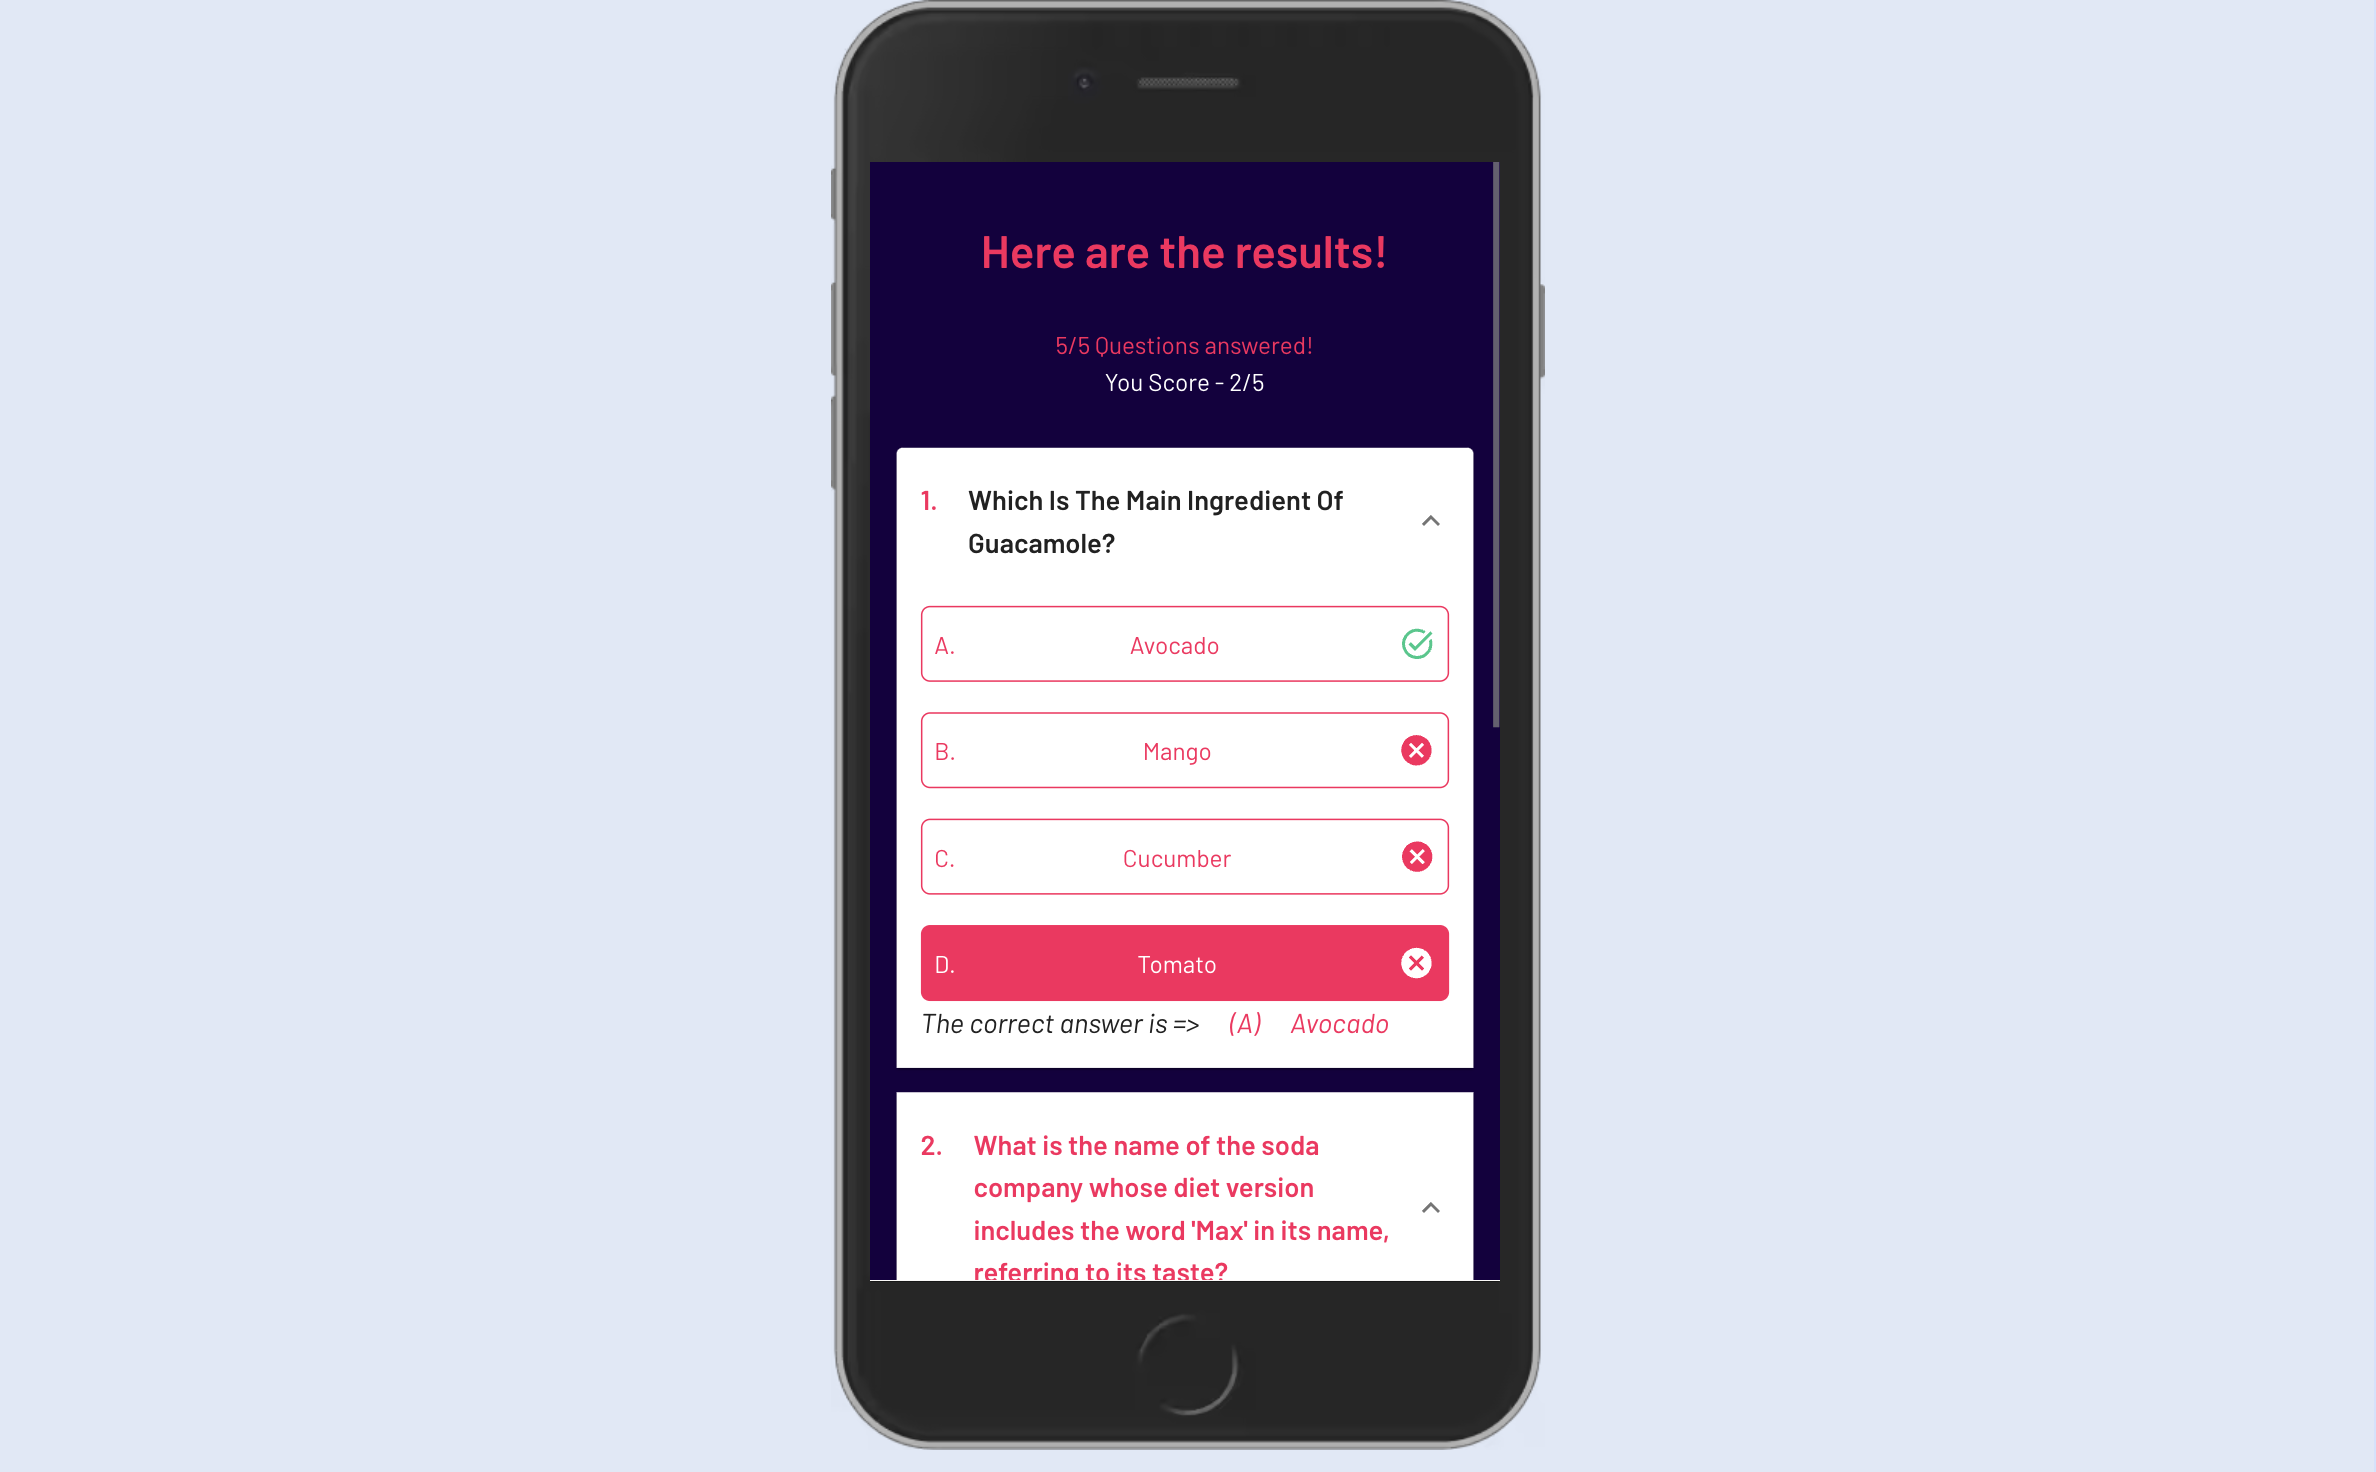 Here are the results!
5/5 Questions answered!
You Score - 2/5
1. Which Is The Main Ingredient Of
Guacamole?
A. Avocado
B. Mango
C. Cucumber
D. Tomato
The correct answer is => (A) Avocado
2. What is the name of the soda
company whose diet version
includes the word 'Max' in its name,
referring to its taste?